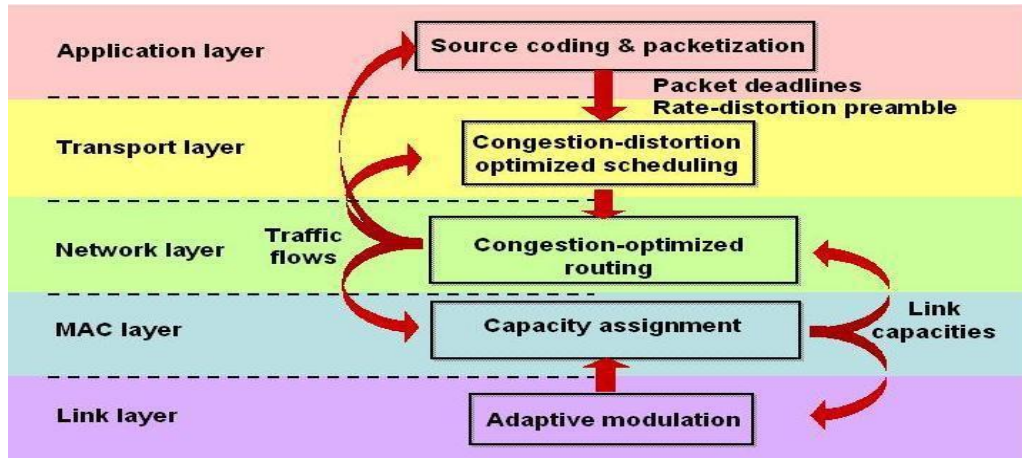 Application layer
Source coding & packetization
Packet deadlines
Rate-distortion preamble
Transport layer
Congestion-distortion
optimized scheduling
Network layer
Traffic
flows
Congestion-optimized
routing
MAC layer
Capacity assignment
Link
capacities
Link layer
Adaptive modulation